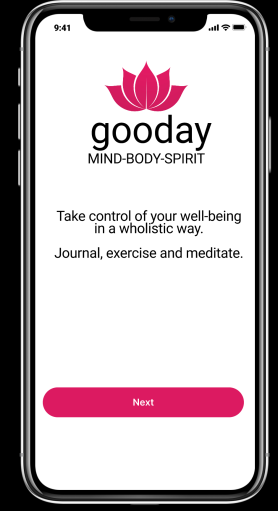 9:41
gooday
MIND-BODY-SPIRIT
Take control of your well-being
in a wholistic way.
Journal, exercise and meditate.
Next